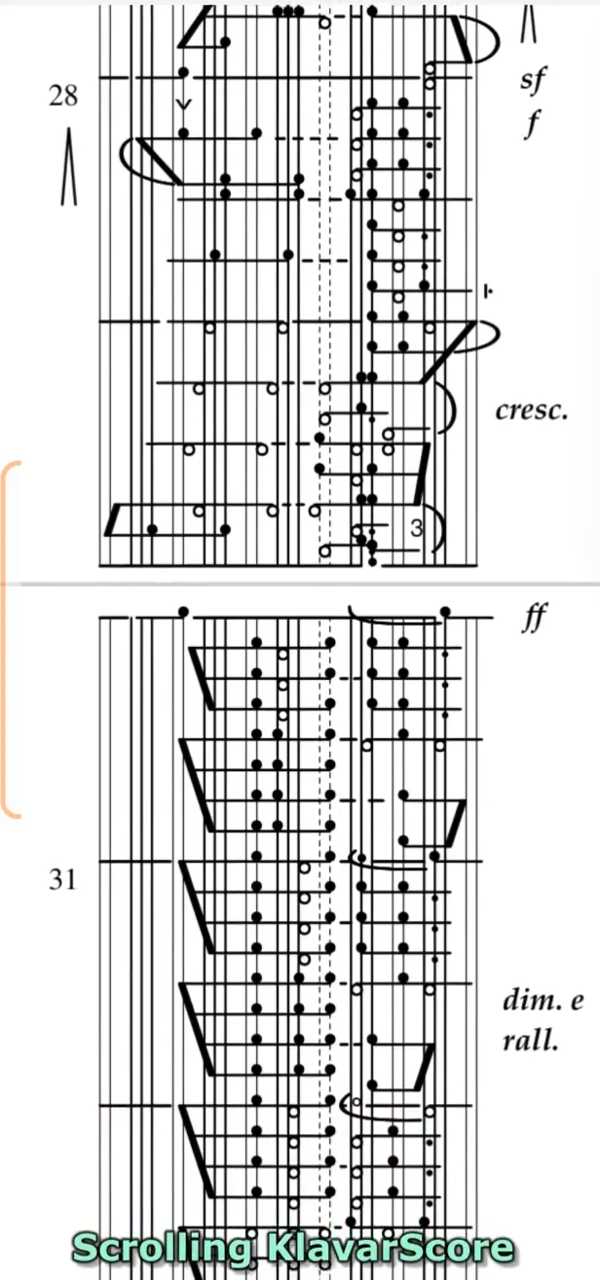 sf
28
f
cresc.
3
ff
31
dim. e
rall.
Scrolling KlavarScore